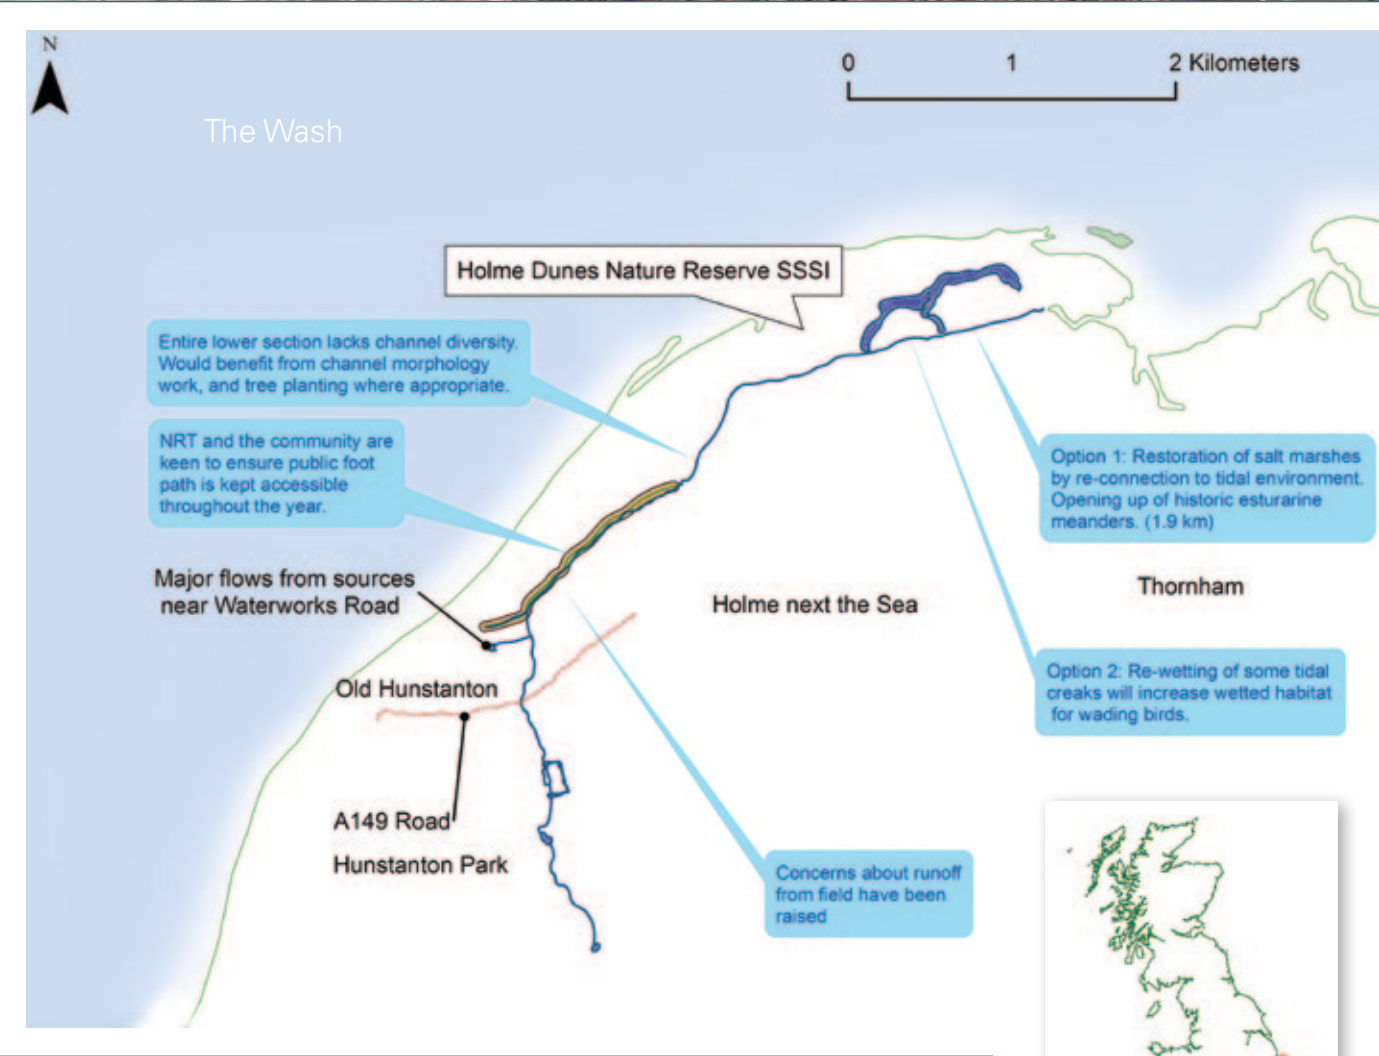 N
0 1 2 Kilometers
The Wash
Holme Dunes Nature Reserve SSSI
Entire lower section lacks channel diversity.
Would benefit from channel morphology
work, and tree planting where appropriate.
NRT and the community are
keen to ensure public foot
path is kept accessible
throughout the year.
Option 1: Restoration of salt marshes
by re-connection to tidal environment.
Opening up of historic esturarine
meanders. (1.9 km)
Major flows from sources
near Waterworks Road
Thornham
Holme next the Sea
Old Hunstanton
Option 2: Re-wetting of some tidal
creaks will increase wetted habitat
for wading birds.
A149 Road
Hunstanton Park
Concerns about runoff
from field have been
raised